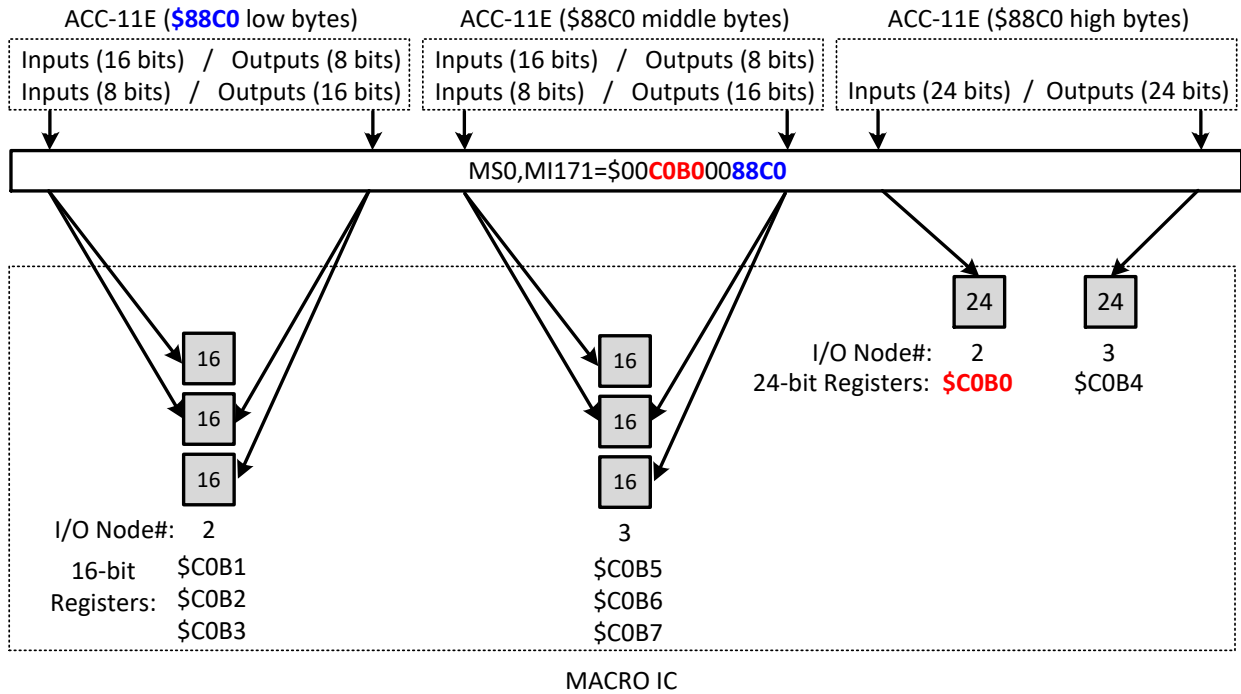 ACC-11E ($88C0 low bytes)
Inputs (16 bits) / Outputs (8 bits)
Inputs (8 bits) / Outputs (16 bits)
ACC-11E ($88C0 middle bytes)
Inputs (16 bits) / Outputs (8 bits)
Inputs (8 bits) / Outputs (16 bits)
ACC-11E ($88C0 high bytes)
Inputs (24 bits) / Outputs (24 bits)
MS0,MI171=$00C0B00088C0
16
16
16
I/O Node#: 2
16-bit Registers:
$C0B1
$C0B2
$C0B3
16
16
16
3
$C0B5
$C0B6
$C0B7
24
24
I/O Node#: 2 3
24-bit Registers: $C0B0 $C0B4
MACRO IC